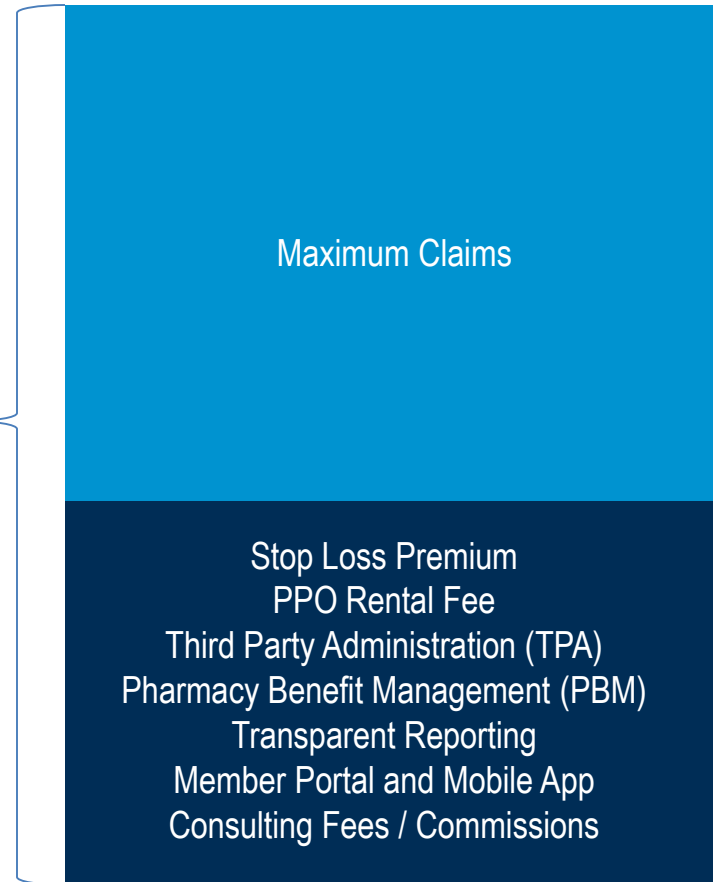 Maximum Claims
Stop Loss Premium
PPO Rental Fee
Third Party Administration (TPA)
Pharmacy Benefit Management (PBM)
Transparent Reporting
Member Portal and Mobile App
Consulting Fees / Commissions